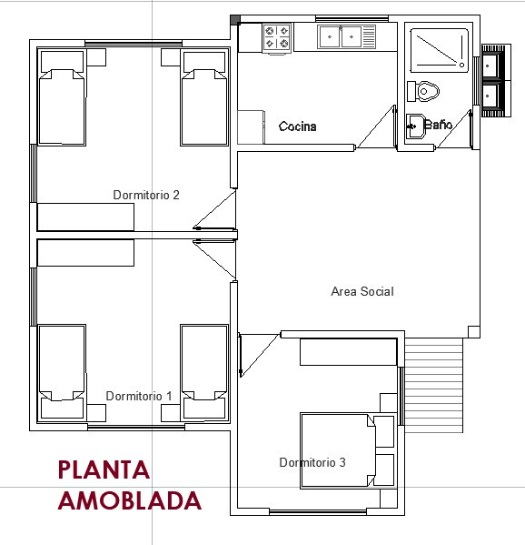 Cocina
Baño
Dormitorio 2
Area Social
Dormitorio 1
Dormitorio 3
PLANTA
AMOBLADA